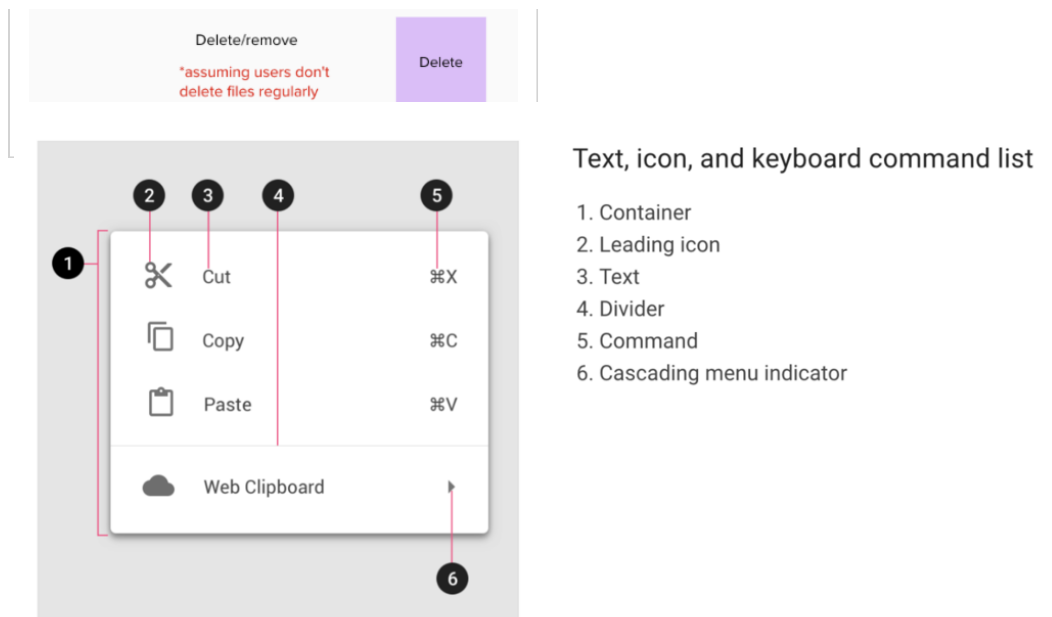 Delete/remove
*assuming users don't
delete files regularly
Delete
Text, icon, and keyboard command list
1. Container
2. Leading icon
3. Text
4. Divider
5. Command
6. Cascading menu indicator
2 3 4 5
1
Cut ⌘X
Copy ⌘C
Paste ⌘V
Web Clipboard
6